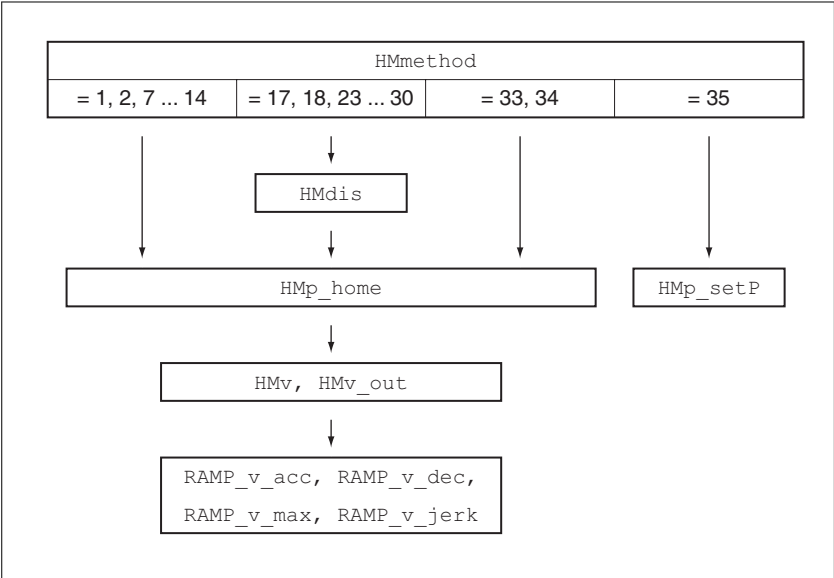 HMmethod
= 1, 2, 7 ... 14
= 17, 18, 23 ... 30
= 33, 34
= 35
HMdis
HMp_home
HMp_setP
HMv, HMv_out
RAMP_v_acc, RAMP_v_dec,
RAMP_v_max, RAMP_v_jerk